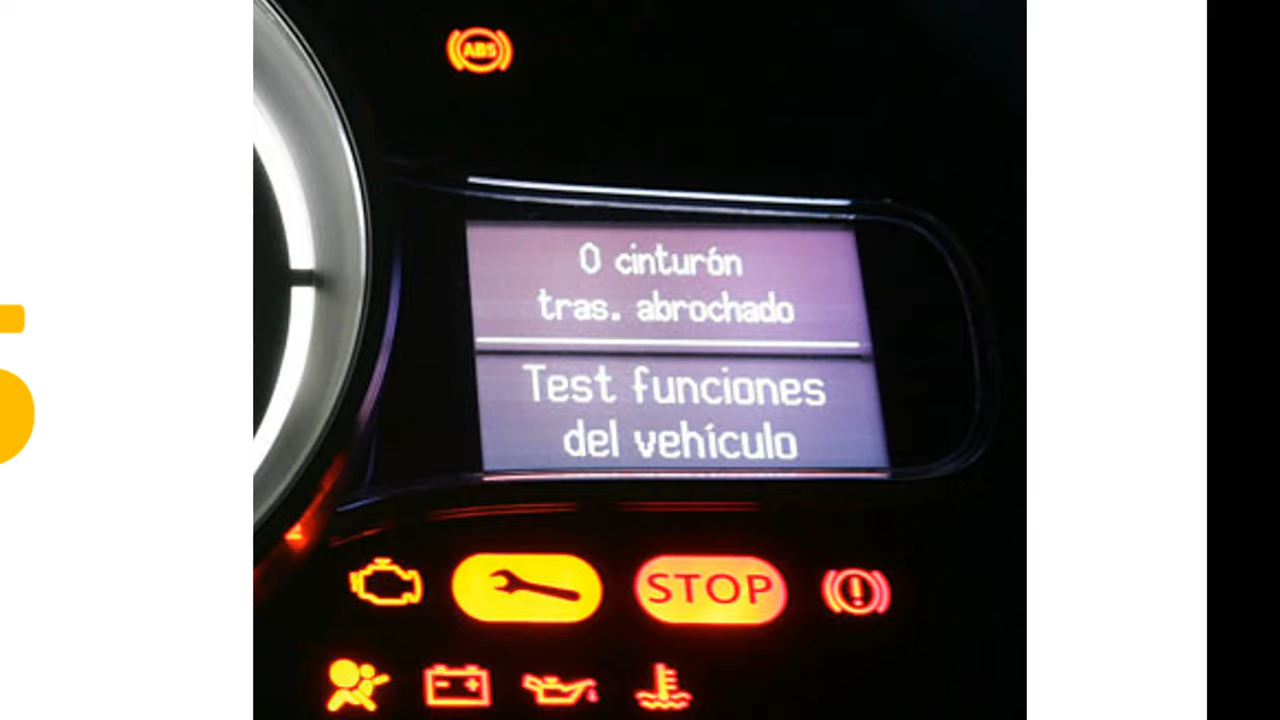 ABS
0 cinturón
tras. abrochado
Test funciones
del vehículo
STOP